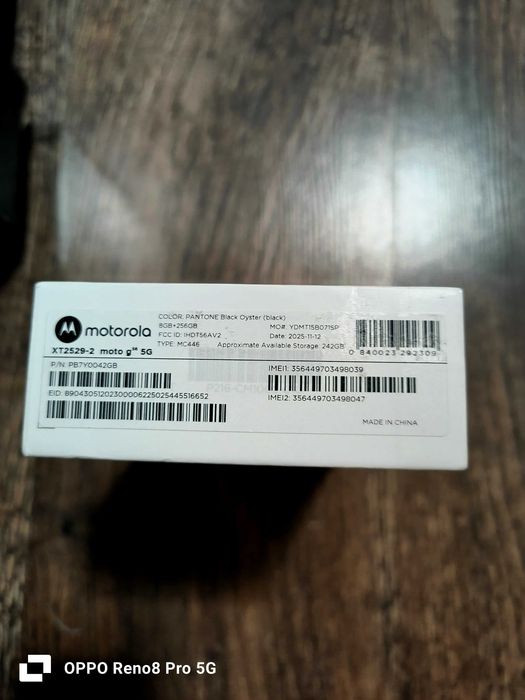 motorola
COLOR: PANTONE Black Oyster (black)
8GB+256GB MO#: YDMT15B071SP
FCC ID: IHDT56AV2 Date: 2025-11-12
TYPE: MC446 Approximate Available Storage: 242GB
0 840023 292309
XT2529-2 moto g⁵⁶ 5G
P/N: PB7Y0042GB
IMEI1: 356449703498039
EID: 89043051202300006225025445516652
IMEI2: 356449703498047
MADE IN CHINA
OPPO Reno8 Pro 5G